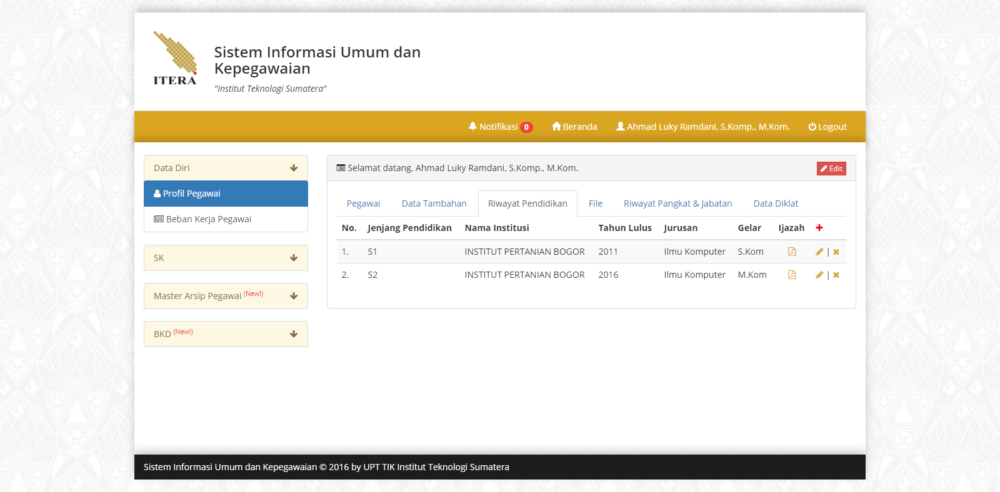 ITERA
Sistem Informasi Umum dan
Kepegawaian
"Institut Teknologi Sumatera"
Notifikasi 0 Beranda Ahmad Luky Ramdani, S.Komp., M.Kom. Logout
Data Diri
Profil Pegawai
Beban Kerja Pegawai
SK
Master Arsip Pegawai (New!)
BKD (New!)
Selamat datang, Ahmad Luky Ramdani, S.Komp., M.Kom. Edit
Pegawai Data Tambahan Riwayat Pendidikan File Riwayat Pangkat & Jabatan Data Diklat
No. Jenjang Pendidikan Nama Institusi Tahun Lulus Jurusan Gelar Ijazah
1. S1 INSTITUT PERTANIAN BOGOR 2011 Ilmu Komputer S.Kom |
2. S2 INSTITUT PERTANIAN BOGOR 2016 Ilmu Komputer M.Kom |
Sistem Informasi Umum dan Kepegawaian © 2016 by UPT TIK Institut Teknologi Sumatera